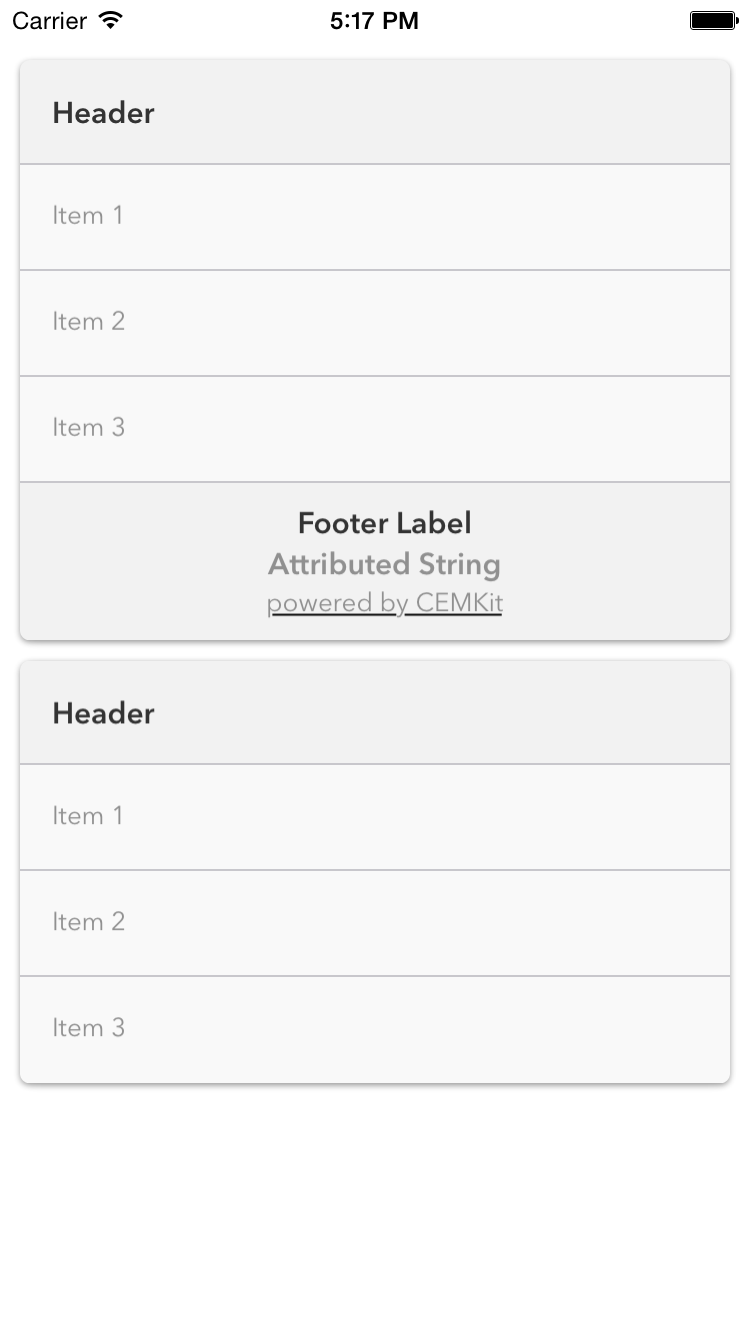 Carrier 5:17 PM
Header
Item 1
Item 2
Item 3
Footer Label
Attributed String
powered by CEMKit
Header
Item 1
Item 2
Item 3